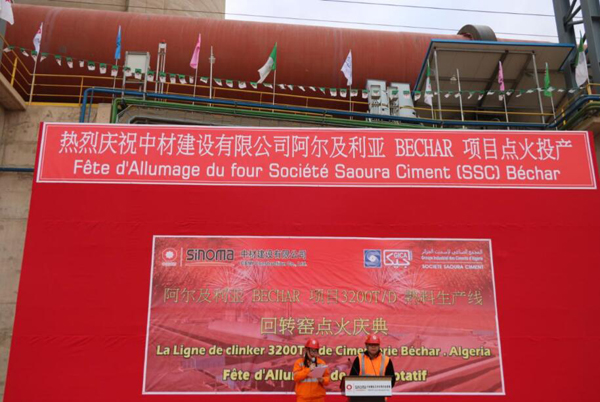 热烈庆祝中材建设有限公司阿尔及利亚 BECHAR 项目点火投产
Fête d'Allumage du four Société Saoura Ciment (SSC) Béchar
sinoma 中材建设有限公司
GICA
SOCIÉTÉ SAOURA CIMENT
阿尔及利亚 BECHAR 项目3200T/D 熟料生产线
回转窑点火庆典
La Ligne de clinker 3200T de Cimenterie Béchar . Algeria
Fête d'Allu de otatif